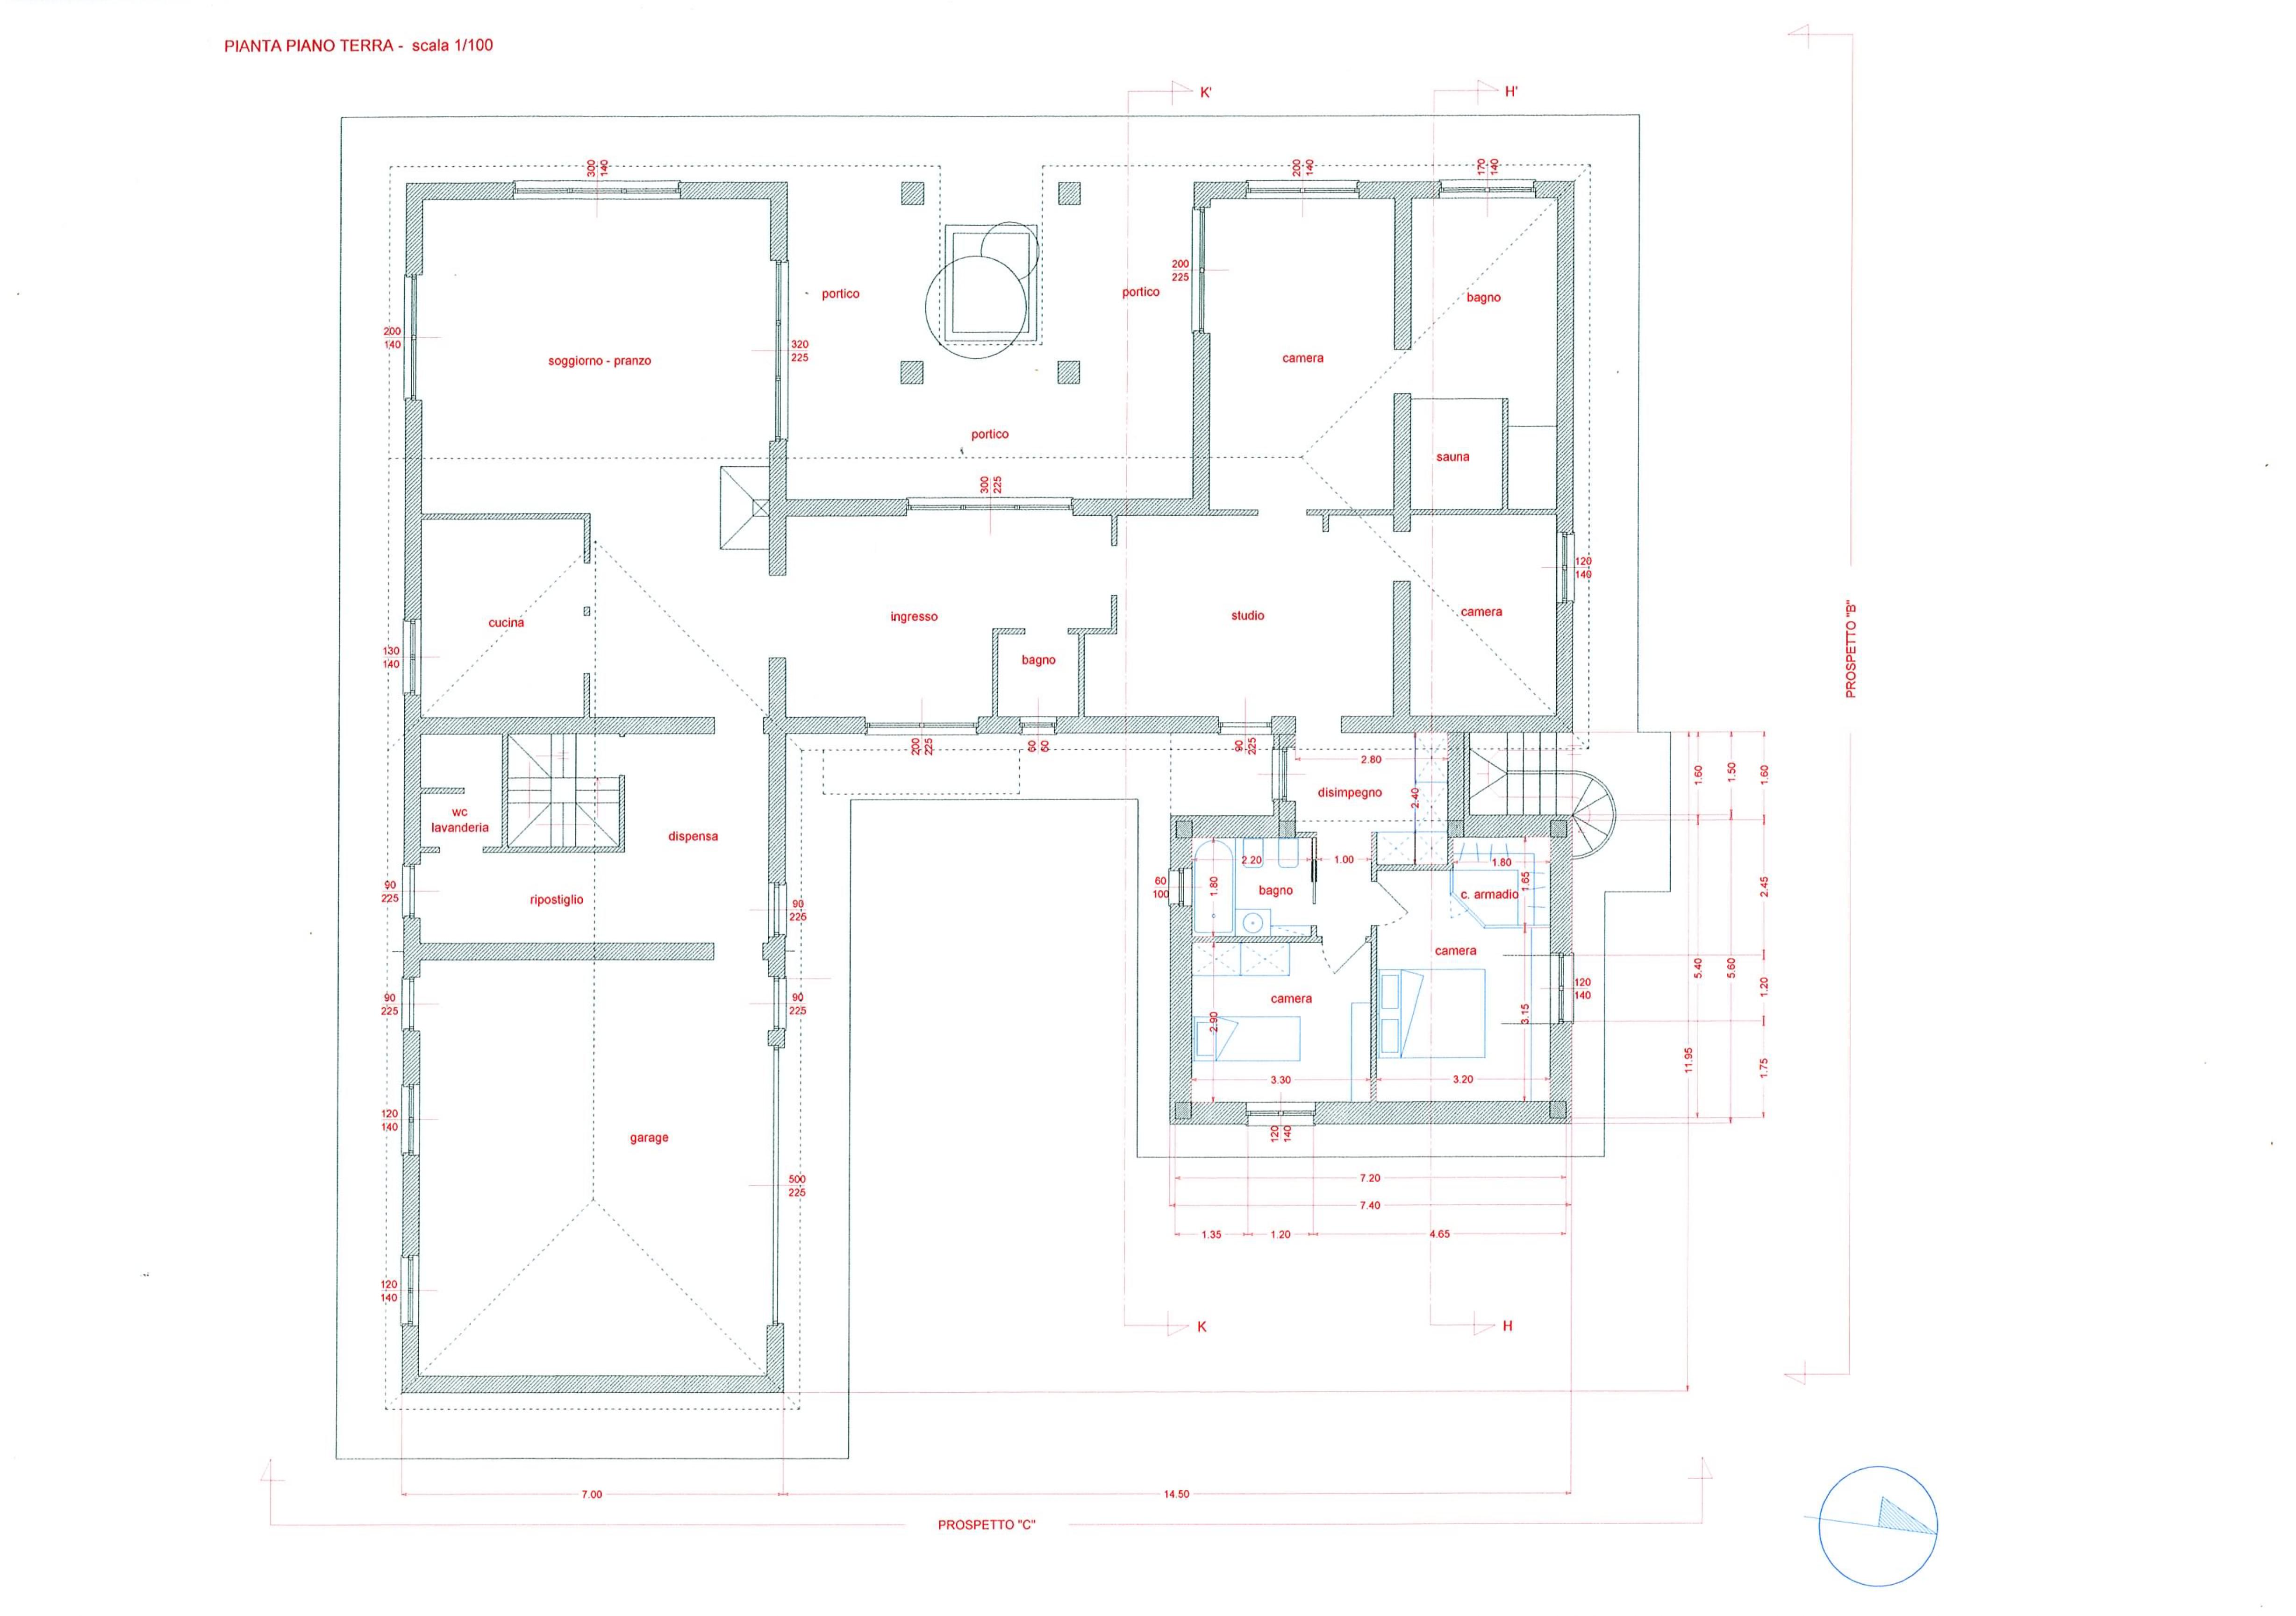 PIANTA PIANO TERRA - scala 1/100
K'
H'
300
140
200
140
170
140
portico
portico
200
225
bagno
200
140
320
225
soggiorno - pranzo
camera
portico
sauna
300
225
120
140
cucina
ingresso
studio
camera
130
140
bagno
PROSPETTO "B"
200
225
60
60
90
225
2.80
1.60
1.50
1.60
disimpegno
2.40
wc
lavanderia
dispensa
2.20
1.00
1.80
90
225
60
100
1.80
bagno
1.65
c. armadio
2.45
ripostiglio
90
225
camera
5.40
5.60
90
225
90
225
camera
120
140
1.20
2.90
3.15
11.95
1.75
3.30
3.20
120
140
garage
120
140
500
225
7.20
7.40
1.35
1.20
4.65
120
140
K
H
7.00
14.50
PROSPETTO "C"